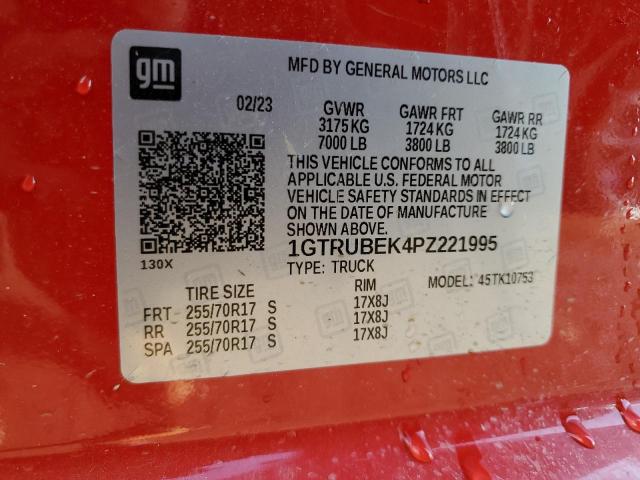 gm
MFD BY GENERAL MOTORS LLC
02/23 GVWR GAWR FRT GAWR RR
3175 KG 1724 KG 1724 KG
7000 LB 3800 LB 3800 LB
THIS VEHICLE CONFORMS TO ALL
APPLICABLE U.S. FEDERAL MOTOR
VEHICLE SAFETY STANDARDS IN EFFECT
ON THE DATE OF MANUFACTURE
SHOWN ABOVE.
1GTRUBEK4PZ221995
130X TYPE: TRUCK MODEL: 45TK10753
TIRE SIZE RIM
FRT 255/70R17 S 17X8J
RR 255/70R17 S 17X8J
SPA 255/70R17 S 17X8J